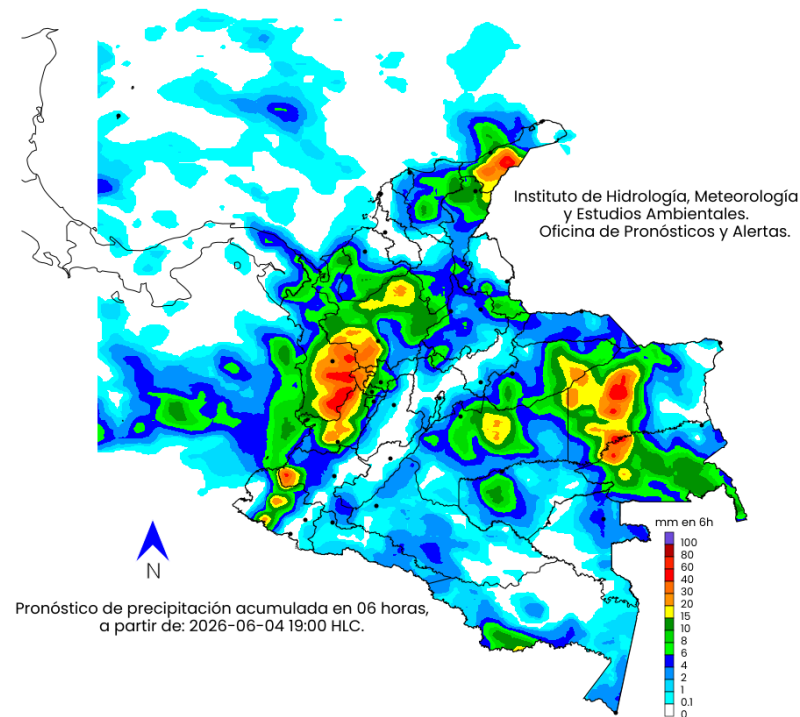 Instituto de Hidrología, Meteorología
y Estudios Ambientales.
Oficina de Pronósticos y Alertas.
mm en 6h
100
80
60
40
30
20
15
10
8
6
4
2
1
0.1
0
N
Pronóstico de precipitación acumulada en 06 horas,
a partir de: 2026-06-04 19:00 HLC.